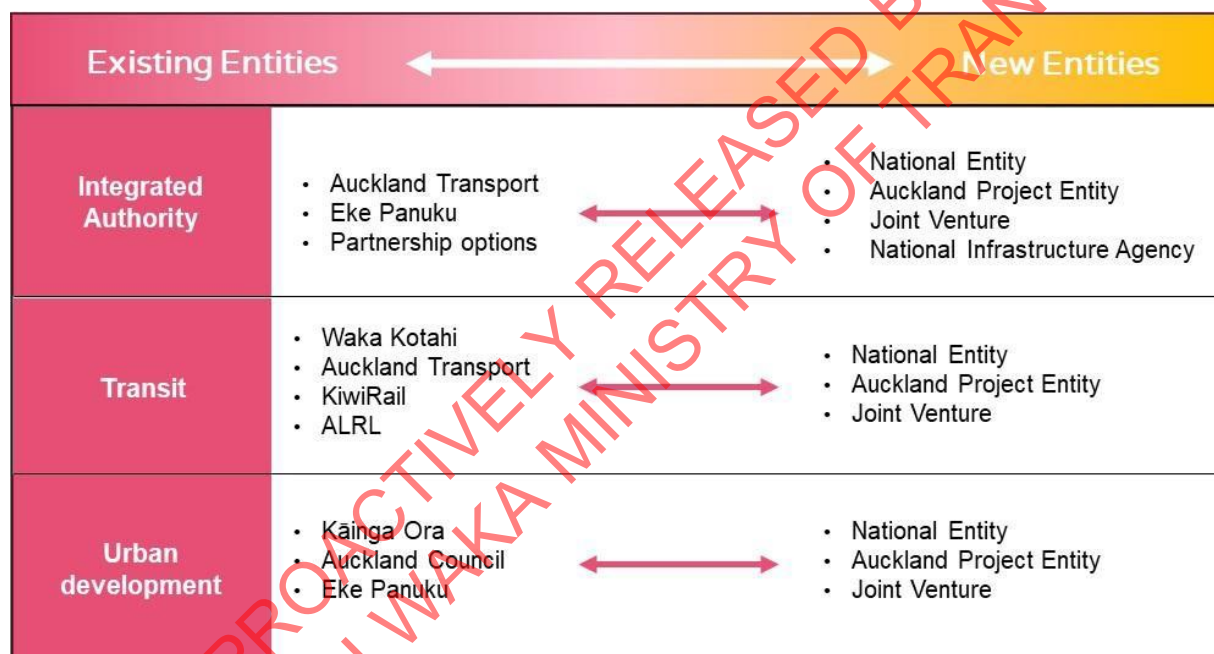 Existing Entities
New Entities
Integrated
Authority
• Auckland Transport
• Eke Panuku
• Partnership options
• National Entity
• Auckland Project Entity
• Joint Venture
• National Infrastructure Agency
Transit
• Waka Kotahi
• Auckland Transport
• KiwiRail
• ALRL
• National Entity
• Auckland Project Entity
• Joint Venture
Urban
development
• Kāinga Ora
• Auckland Council
• Eke Panuku
• National Entity
• Auckland Project Entity
• Joint Venture
PROACTIVELY RELEASED
WAKA MINISTRY OF